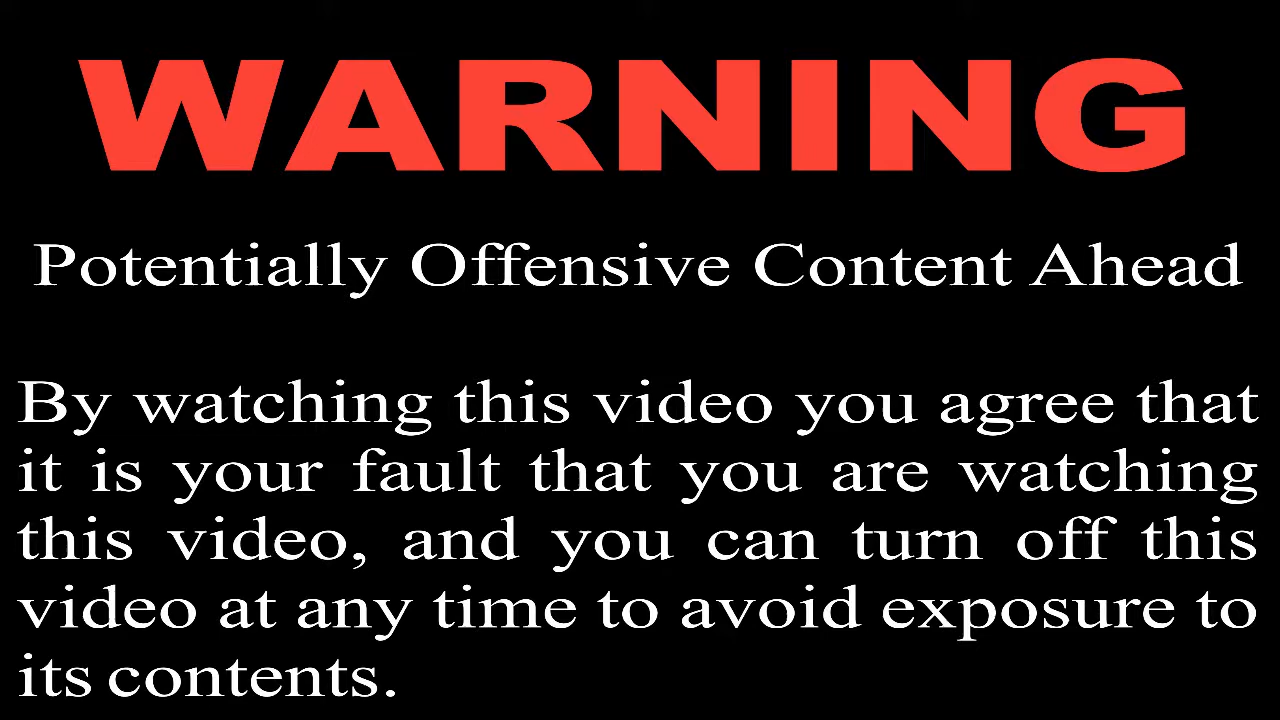 WARNING
Potentially Offensive Content Ahead
By watching this video you agree that
it is your fault that you are watching
this video, and you can turn off this
video at any time to avoid exposure to
its contents.